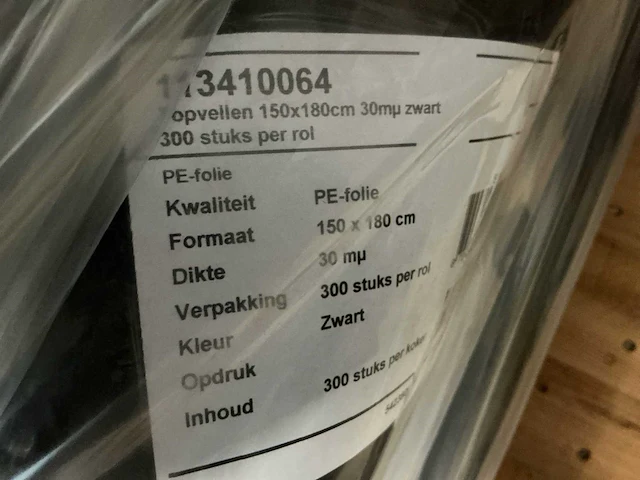 113410064
opvellen 150x180cm 30mµ zwart
300 stuks per rol
PE-folie
Kwaliteit PE-folie
Formaat 150 x 180 cm
Dikte 30 mµ
Verpakking 300 stuks per rol
Kleur Zwart
Opdruk
Inhoud 300 stuks per koker